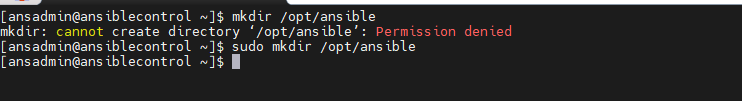 [ansadmin@ansiblecontrol ~]$ mkdir /opt/ansible
mkdir: cannot create directory ‘/opt/ansible’: Permission denied
[ansadmin@ansiblecontrol ~]$ sudo mkdir /opt/ansible
[ansadmin@ansiblecontrol ~]$